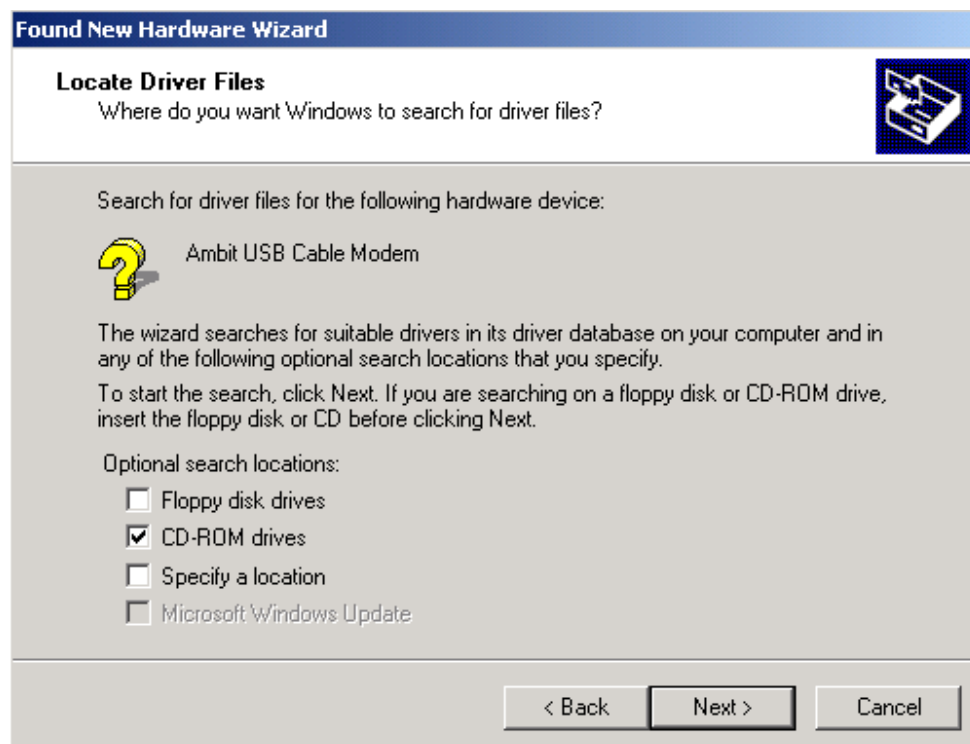 Found New Hardware Wizard
Locate Driver Files
Where do you want Windows to search for driver files?
Search for driver files for the following hardware device:
Ambit USB Cable Modem
The wizard searches for suitable drivers in its driver database on your computer and in
any of the following optional search locations that you specify.
To start the search, click Next. If you are searching on a floppy disk or CD-ROM drive,
insert the floppy disk or CD before clicking Next.
Optional search locations:
Floppy disk drives
CD-ROM drives
Specify a location
Microsoft Windows Update
< Back Next > Cancel